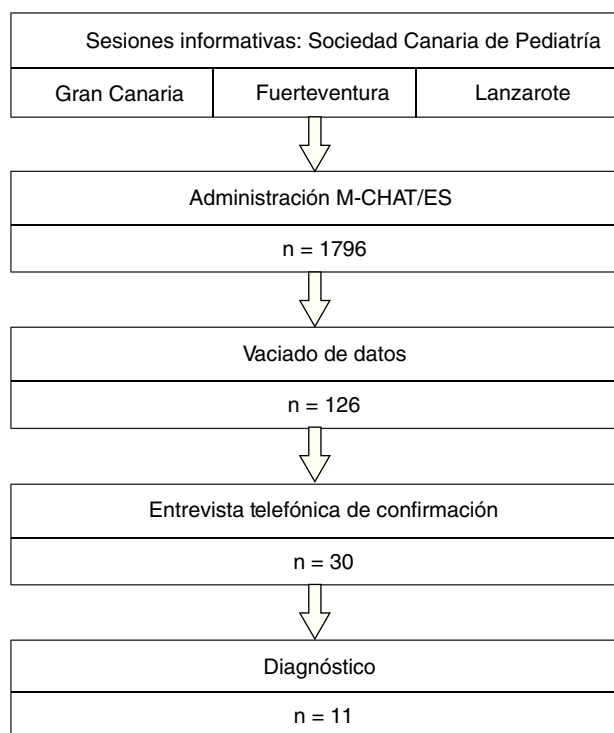 Sesiones informativas: Sociedad Canaria de Pediatría
Gran Canaria Fuerteventura Lanzarote
Administración M-CHAT/ES
n = 1796
Vaciado de datos
n = 126
Entrevista telefónica de confirmación
n = 30
Diagnóstico
n = 11